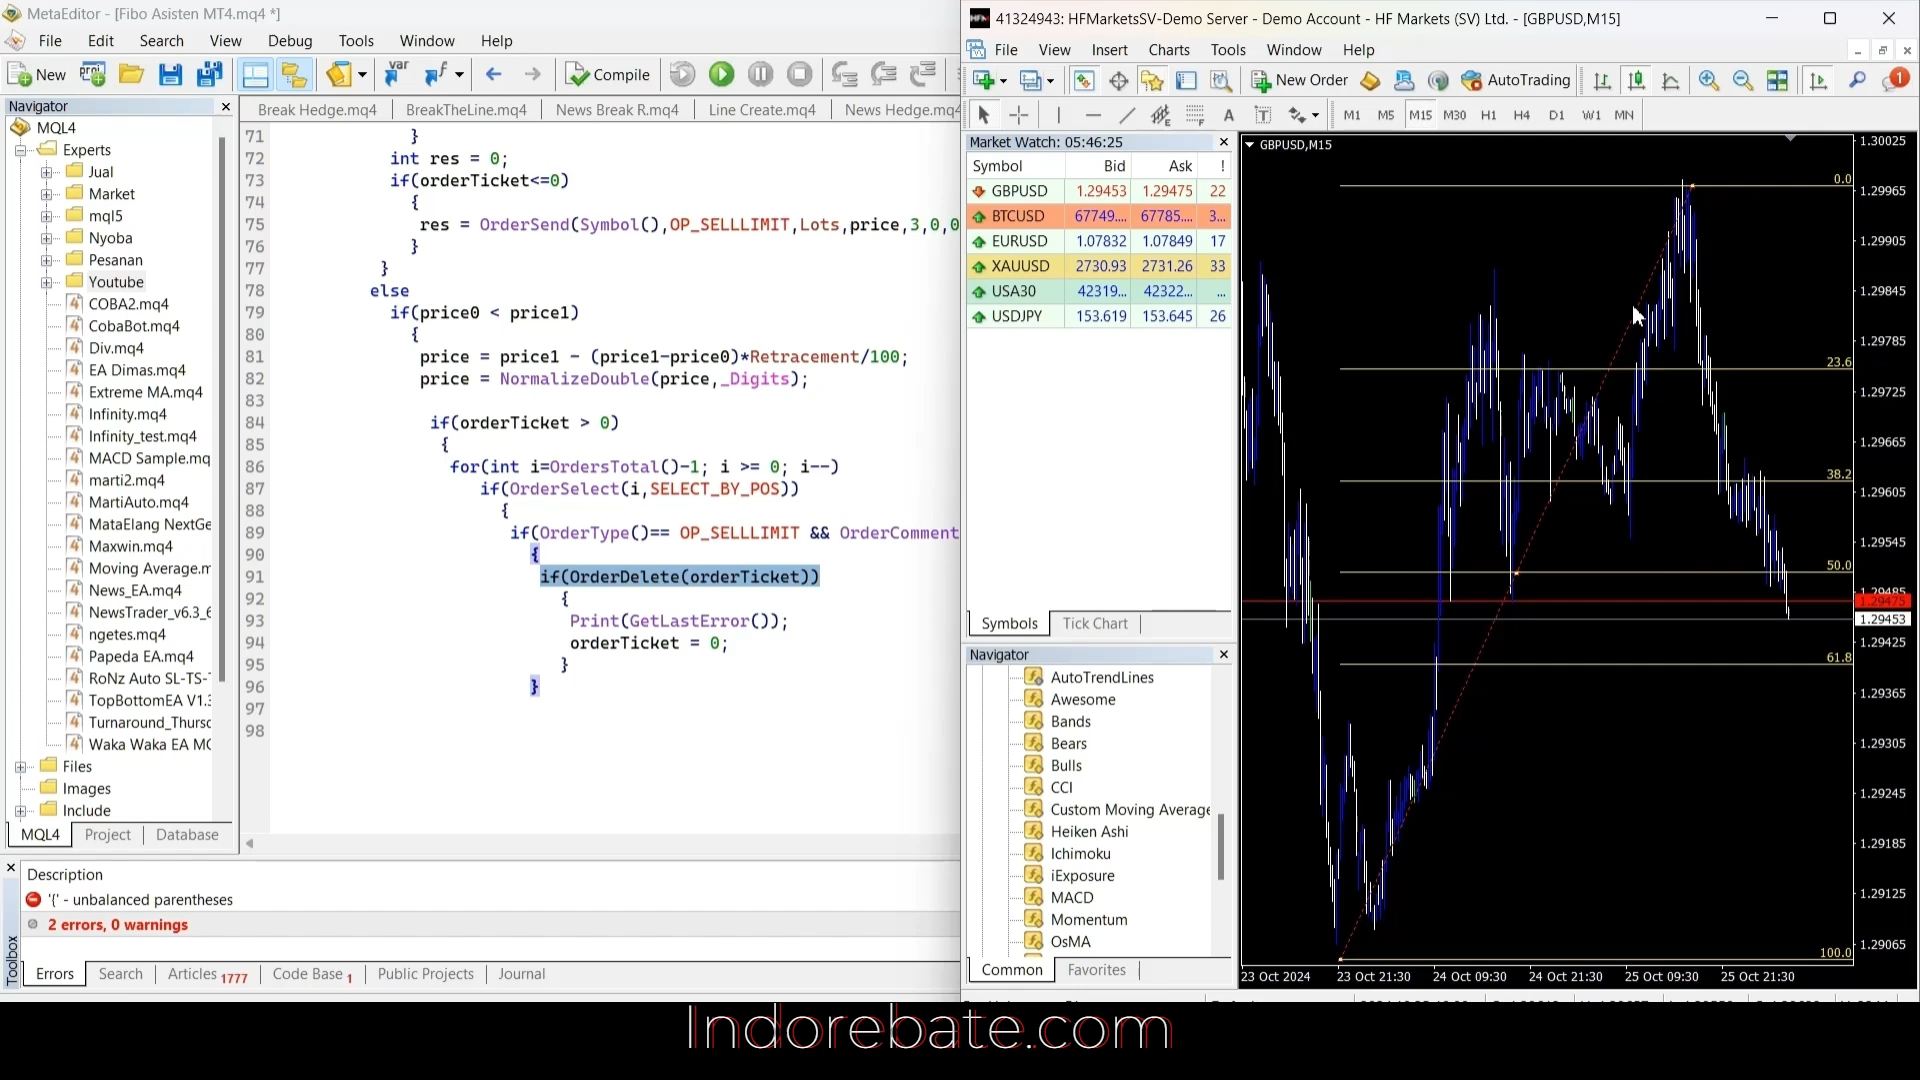 MetaEditor - [Fibo Asisten MT4.mq4 *]
File Edit Search View Debug Tools Window Help
New Compile
Navigator
MQL4
Experts
Jual
Market
mql5
Nyoba
Pesanan
Youtube
COBA2.mq4
CobaBot.mq4
Div.mq4
EA Dimas.mq4
Extreme MA.mq4
Infinity.mq4
Infinity_test.mq4
MACD Sample.mq
marti2.mq4
MartiAuto.mq4
MataElang NextGe
Maxwin.mq4
Moving Average.m
News_EA.mq4
NewsTrader_v6.3_6
ngetes.mq4
Papeda EA.mq4
RoNz Auto SL-TS-
TopBottomEA V1.3
Turnaround_Thursc
Waka Waka EA MC
Files
Images
Include
MQL4 Project Database
Break Hedge.mq4 BreakTheLine.mq4 News Break R.mq4 Line Create.mq4 News Hedge.mq4
71 }
72 int res = 0;
73 if(orderTicket<=0)
74 {
75 res = OrderSend(Symbol(),OP_SELLLIMIT,Lots,price,3,0,0
76 }
77 }
78 else
79 if(price0 < price1)
80 {
81 price = price1 - (price1-price0)*Retracement/100;
82 price = NormalizeDouble(price,_Digits);
83
84 if(orderTicket > 0)
85 {
86 for(int i=OrdersTotal()-1; i >= 0; i--)
87 if(OrderSelect(i,SELECT_BY_POS))
88 {
89 if(OrderType()== OP_SELLLIMIT && OrderComment
90 {
91 if(OrderDelete(orderTicket))
92 {
93 Print(GetLastError());
94 orderTicket = 0;
95 }
96 }
97
98
Description
'{' - unbalanced parentheses
2 errors, 0 warnings
Toolbox
Errors Search Articles 1777 Code Base 1 Public Projects Journal
41324943: HFMarketsSV-Demo Server - Demo Account - HF Markets (SV) Ltd. - [GBPUSD,M15]
File View Insert Charts Tools Window Help
New Order AutoTrading 1
A T M1 M5 M15 M30 H1 H4 D1 W1 MN
Market Watch: 05:46:25
Symbol Bid Ask !
GBPUSD 1.29453 1.29475 22
BTCUSD 67749.... 67785.... 3...
EURUSD 1.07832 1.07849 17
XAUUSD 2730.93 2731.26 33
USA30 42319... 42322... ...
USDJPY 153.619 153.645 26
Symbols Tick Chart
Navigator
AutoTrendLines
Awesome
Bands
Bears
Bulls
CCI
Custom Moving Average
Heiken Ashi
Ichimoku
iExposure
MACD
Momentum
OsMA
Common Favorites
GBPUSD,M15
0.0
23.6
38.2
50.0
61.8
100.0
1.30025
1.29965
1.29905
1.29845
1.29785
1.29725
1.29665
1.29605
1.29545
1.29485
1.29475
1.29453
1.29425
1.29365
1.29305
1.29245
1.29185
1.29125
1.29065
23 Oct 2024 23 Oct 21:30 24 Oct 09:30 24 Oct 21:30 25 Oct 09:30 25 Oct 21:30
Indorebate.com